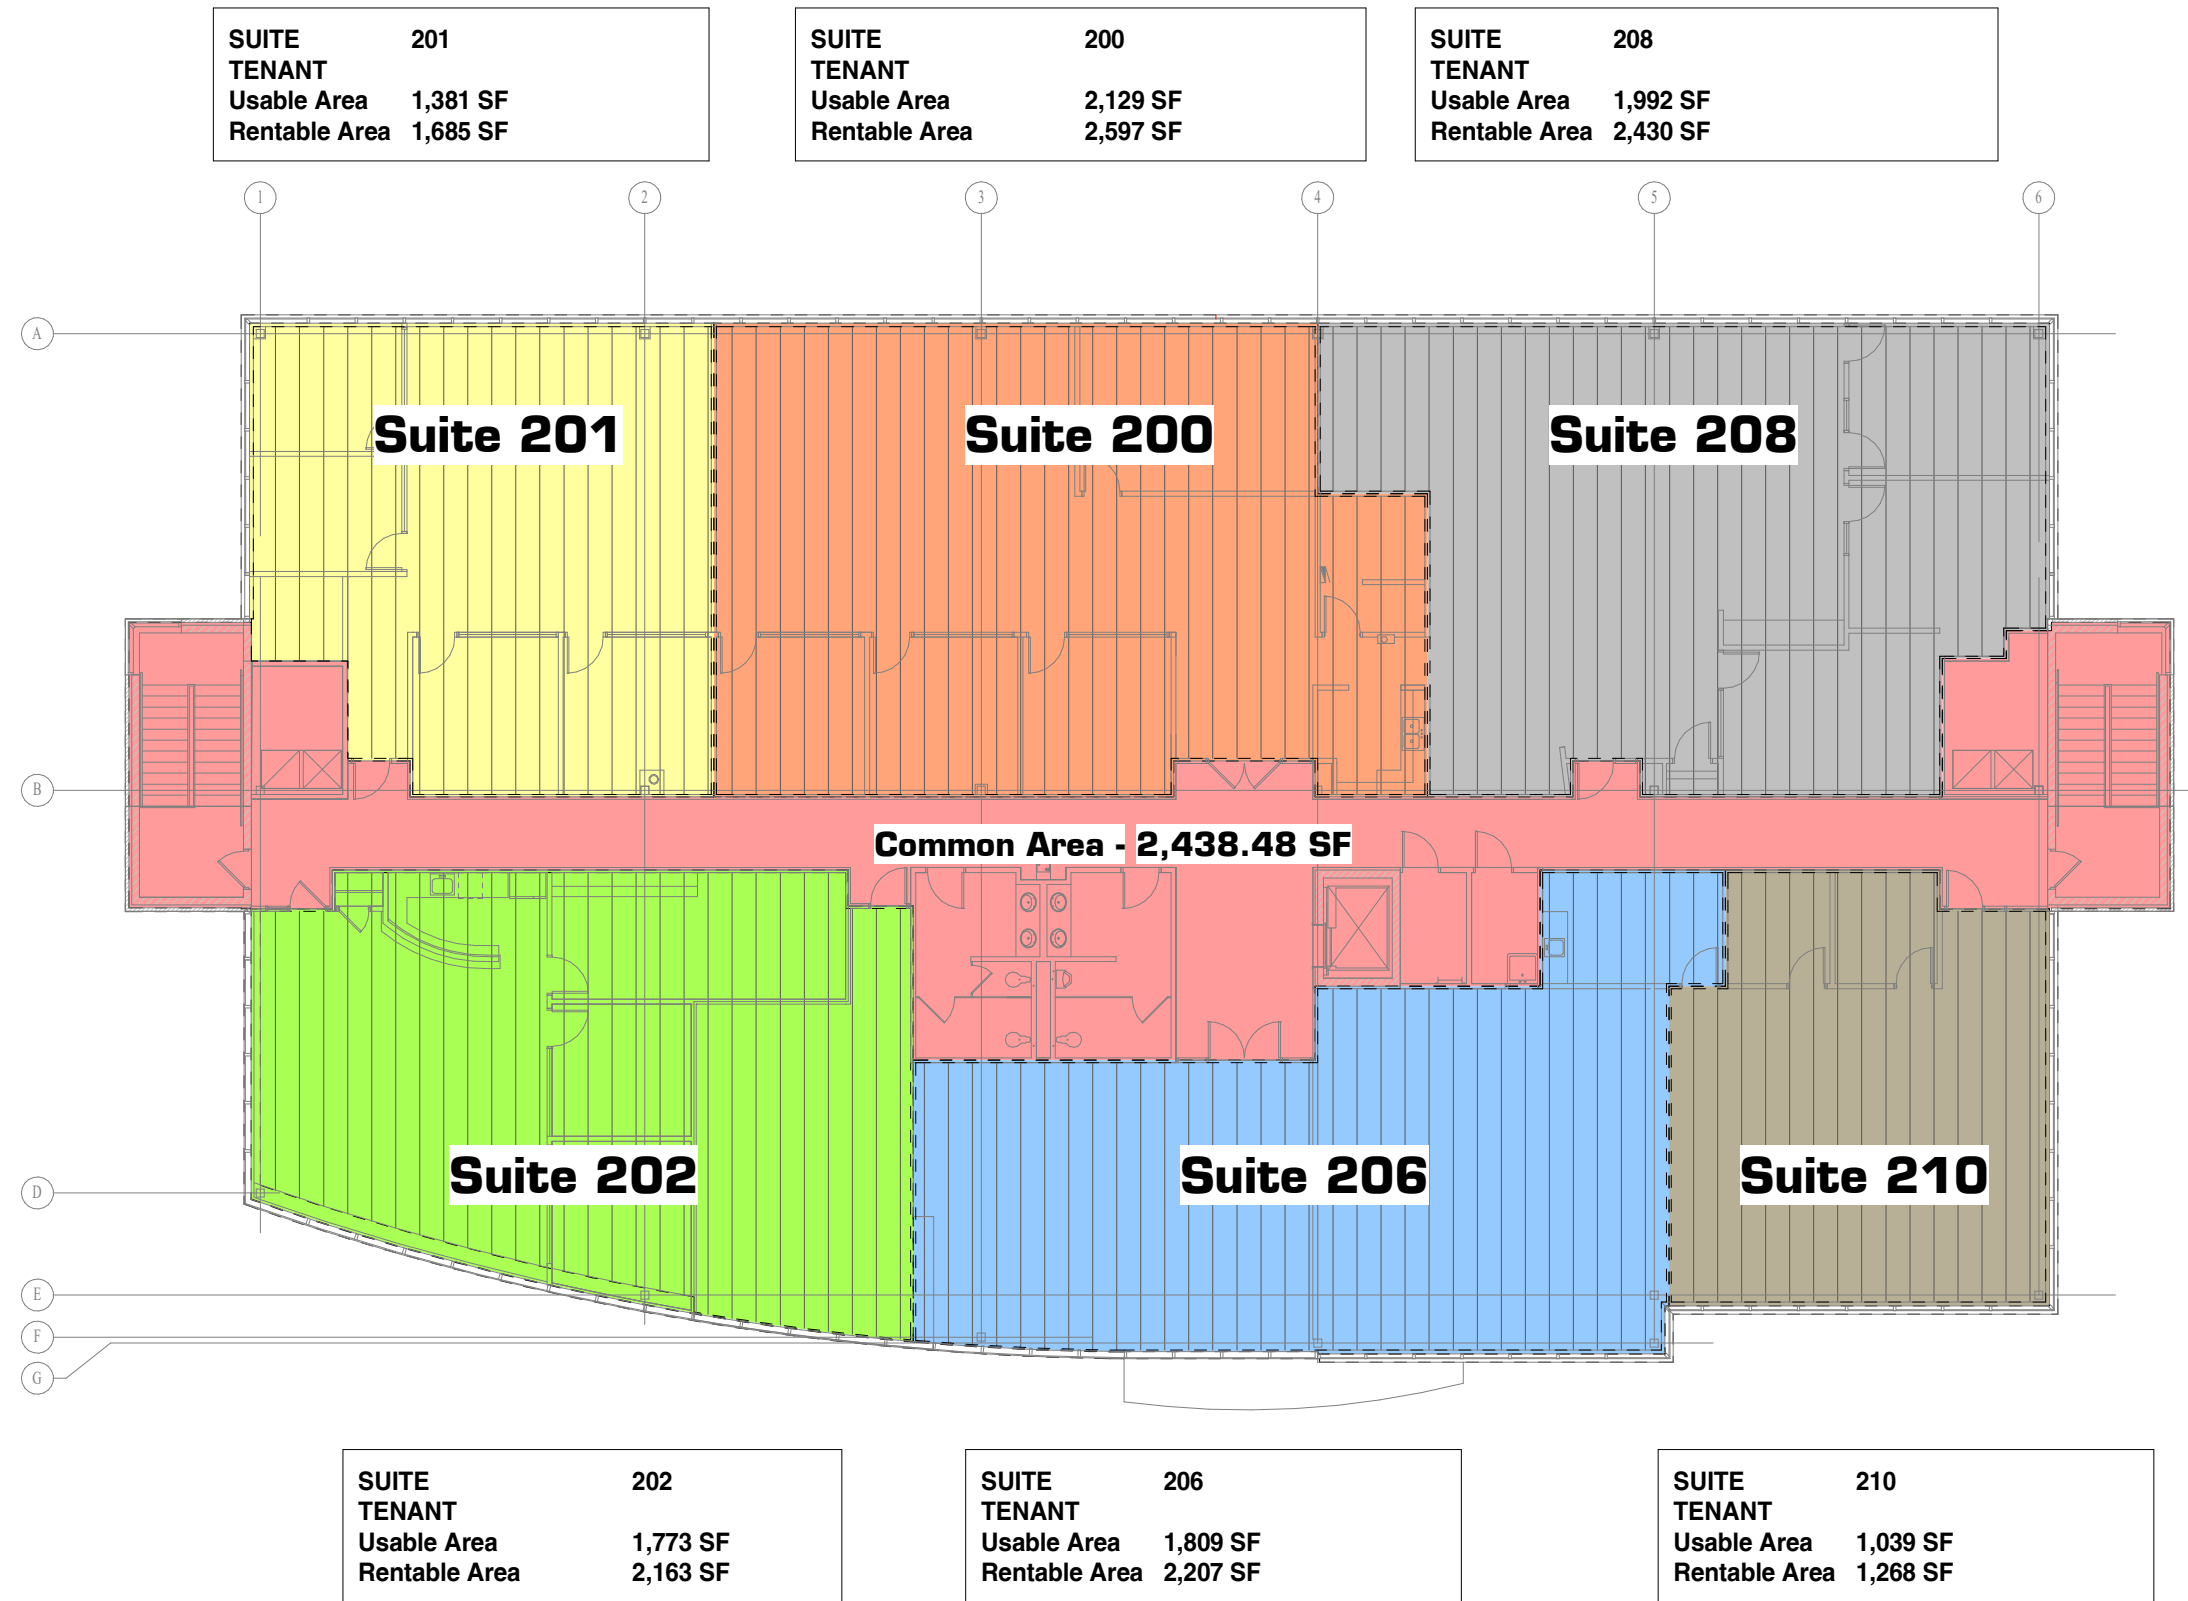 SUITE 201
TENANT
Usable Area 1,381 SF
Rentable Area 1,685 SF
SUITE 200
TENANT
Usable Area 2,129 SF
Rentable Area 2,597 SF
SUITE 208
TENANT
Usable Area 1,992 SF
Rentable Area 2,430 SF
1 2 3 4 5 6
A
Suite 201 Suite 200 Suite 208
B
Common Area - 2,438.48 SF
Suite 202 Suite 206 Suite 210
D
E
F
G
SUITE 202
TENANT
Usable Area 1,773 SF
Rentable Area 2,163 SF
SUITE 206
TENANT
Usable Area 1,809 SF
Rentable Area 2,207 SF
SUITE 210
TENANT
Usable Area 1,039 SF
Rentable Area 1,268 SF